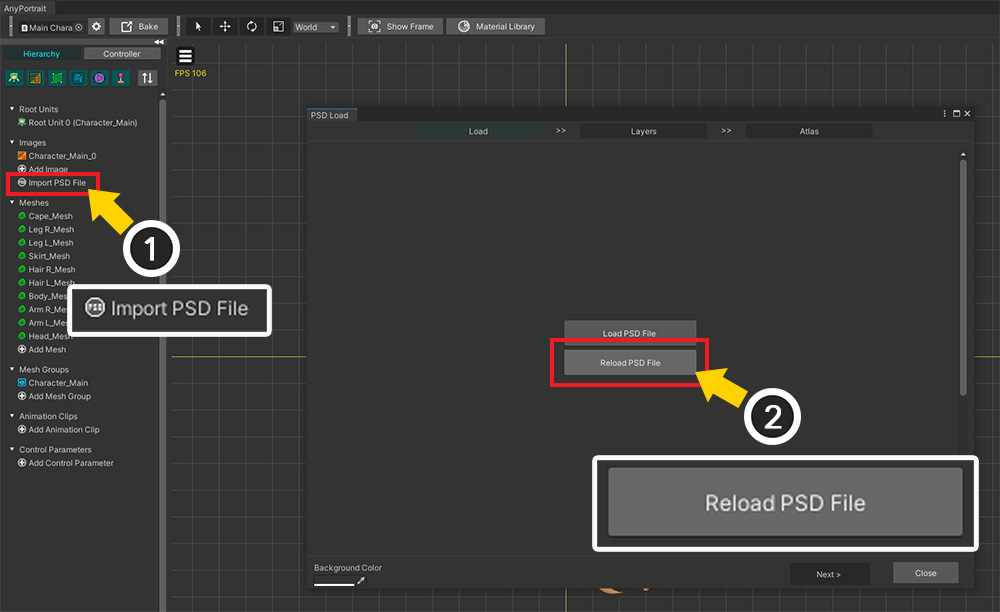 AnyPortrait
Main Chara
Bake
World
Show Frame
Material Library
Hierarchy
Controller
FPS 106
Root Units
Root Unit 0 (Character_Main)
Images
Character_Main_0
Add Image
Import PSD File
Meshes
Cape_Mesh
Leg R_Mesh
Leg L_Mesh
Skirt_Mesh
Hair R_Mesh
Hair L_Mesh
Body_Mes
Arm R_Me
Arm L_Me
Head_Mesh
Add Mesh
Mesh Groups
Character_Main
Add Mesh Group
Animation Clips
Add Animation Clip
Control Parameters
Add Control Parameter
1
PSD Import PSD File
PSD Load
Load >> Layers >> Atlas
Load PSD File
Reload PSD File
2
Reload PSD File
Background Color
Next >
Close